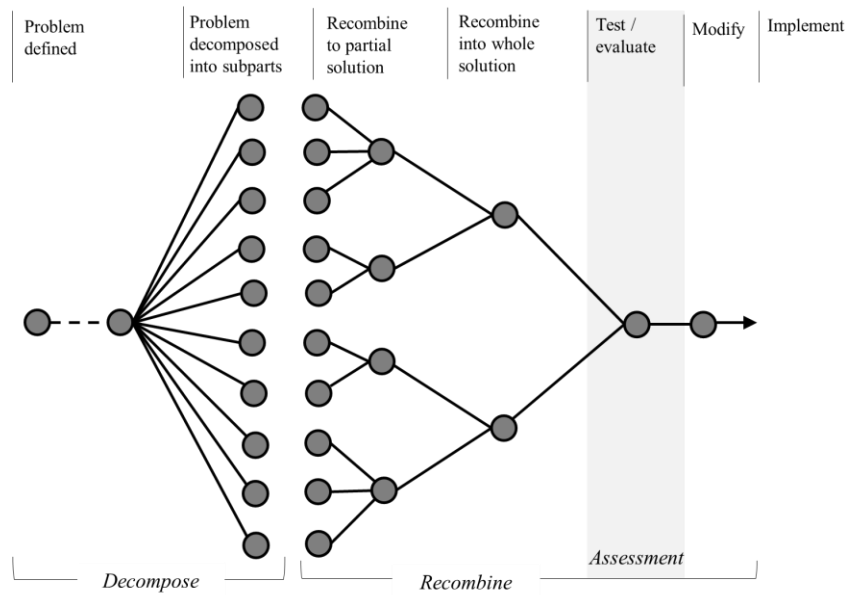 Problem
defined
Problem
decomposed
into subparts
Recombine
to partial
solution
Recombine
into whole
solution
Test /
evaluate
Modify
Implement
Assessment
Decompose
Recombine